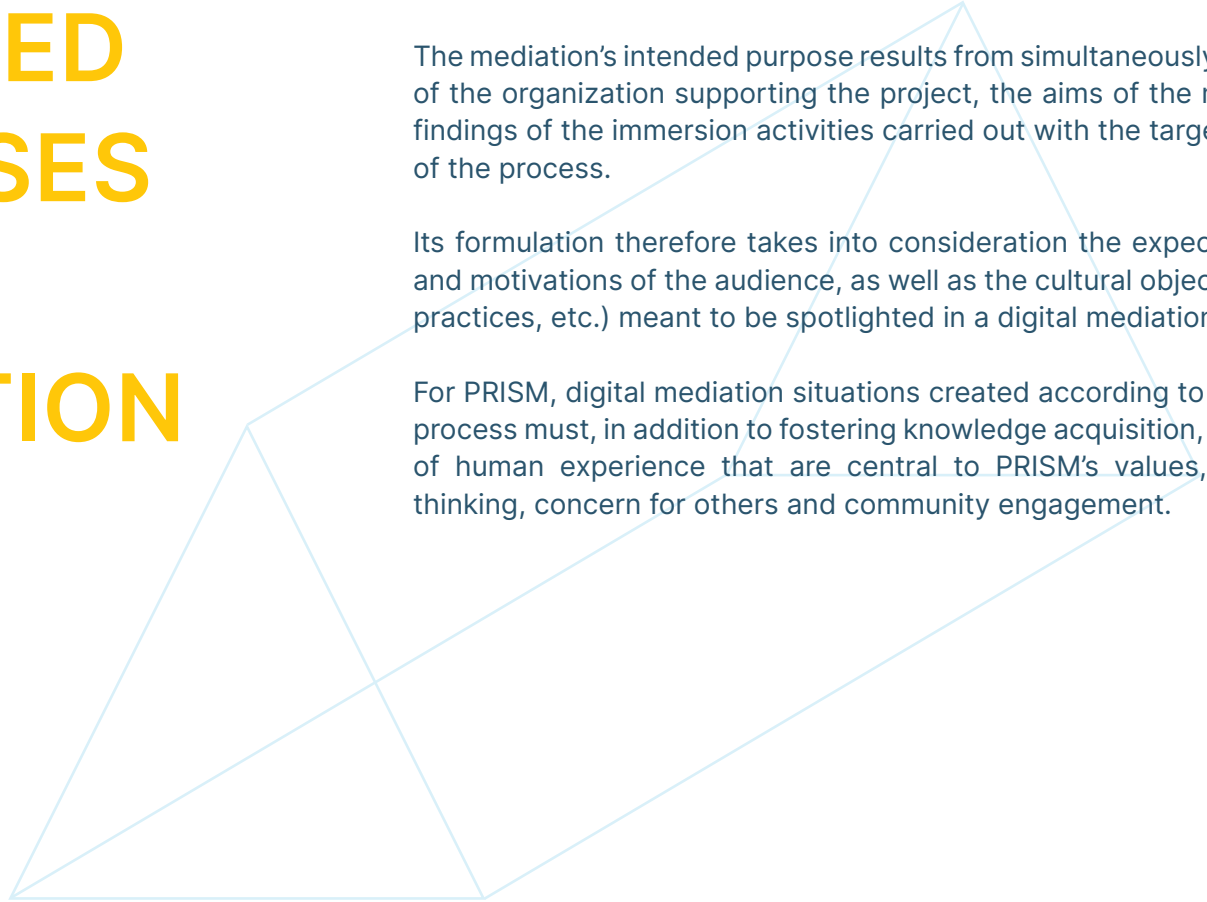 ED
SES
TION
The mediation's intended purpose results from simultaneously
of the organization supporting the project, the aims of the
findings of the immersion activities carried out with the
of the process.
Its formulation therefore takes into consideration the
and motivations of the audience, as well as the cultural
practices, etc.) meant to be spotlighted in a digital mediation
For PRISM, digital mediation situations created according to
process must, in addition to fostering knowledge acquisition,
of human experience that are central to PRISM's values,
thinking, concern for others and community engagement.